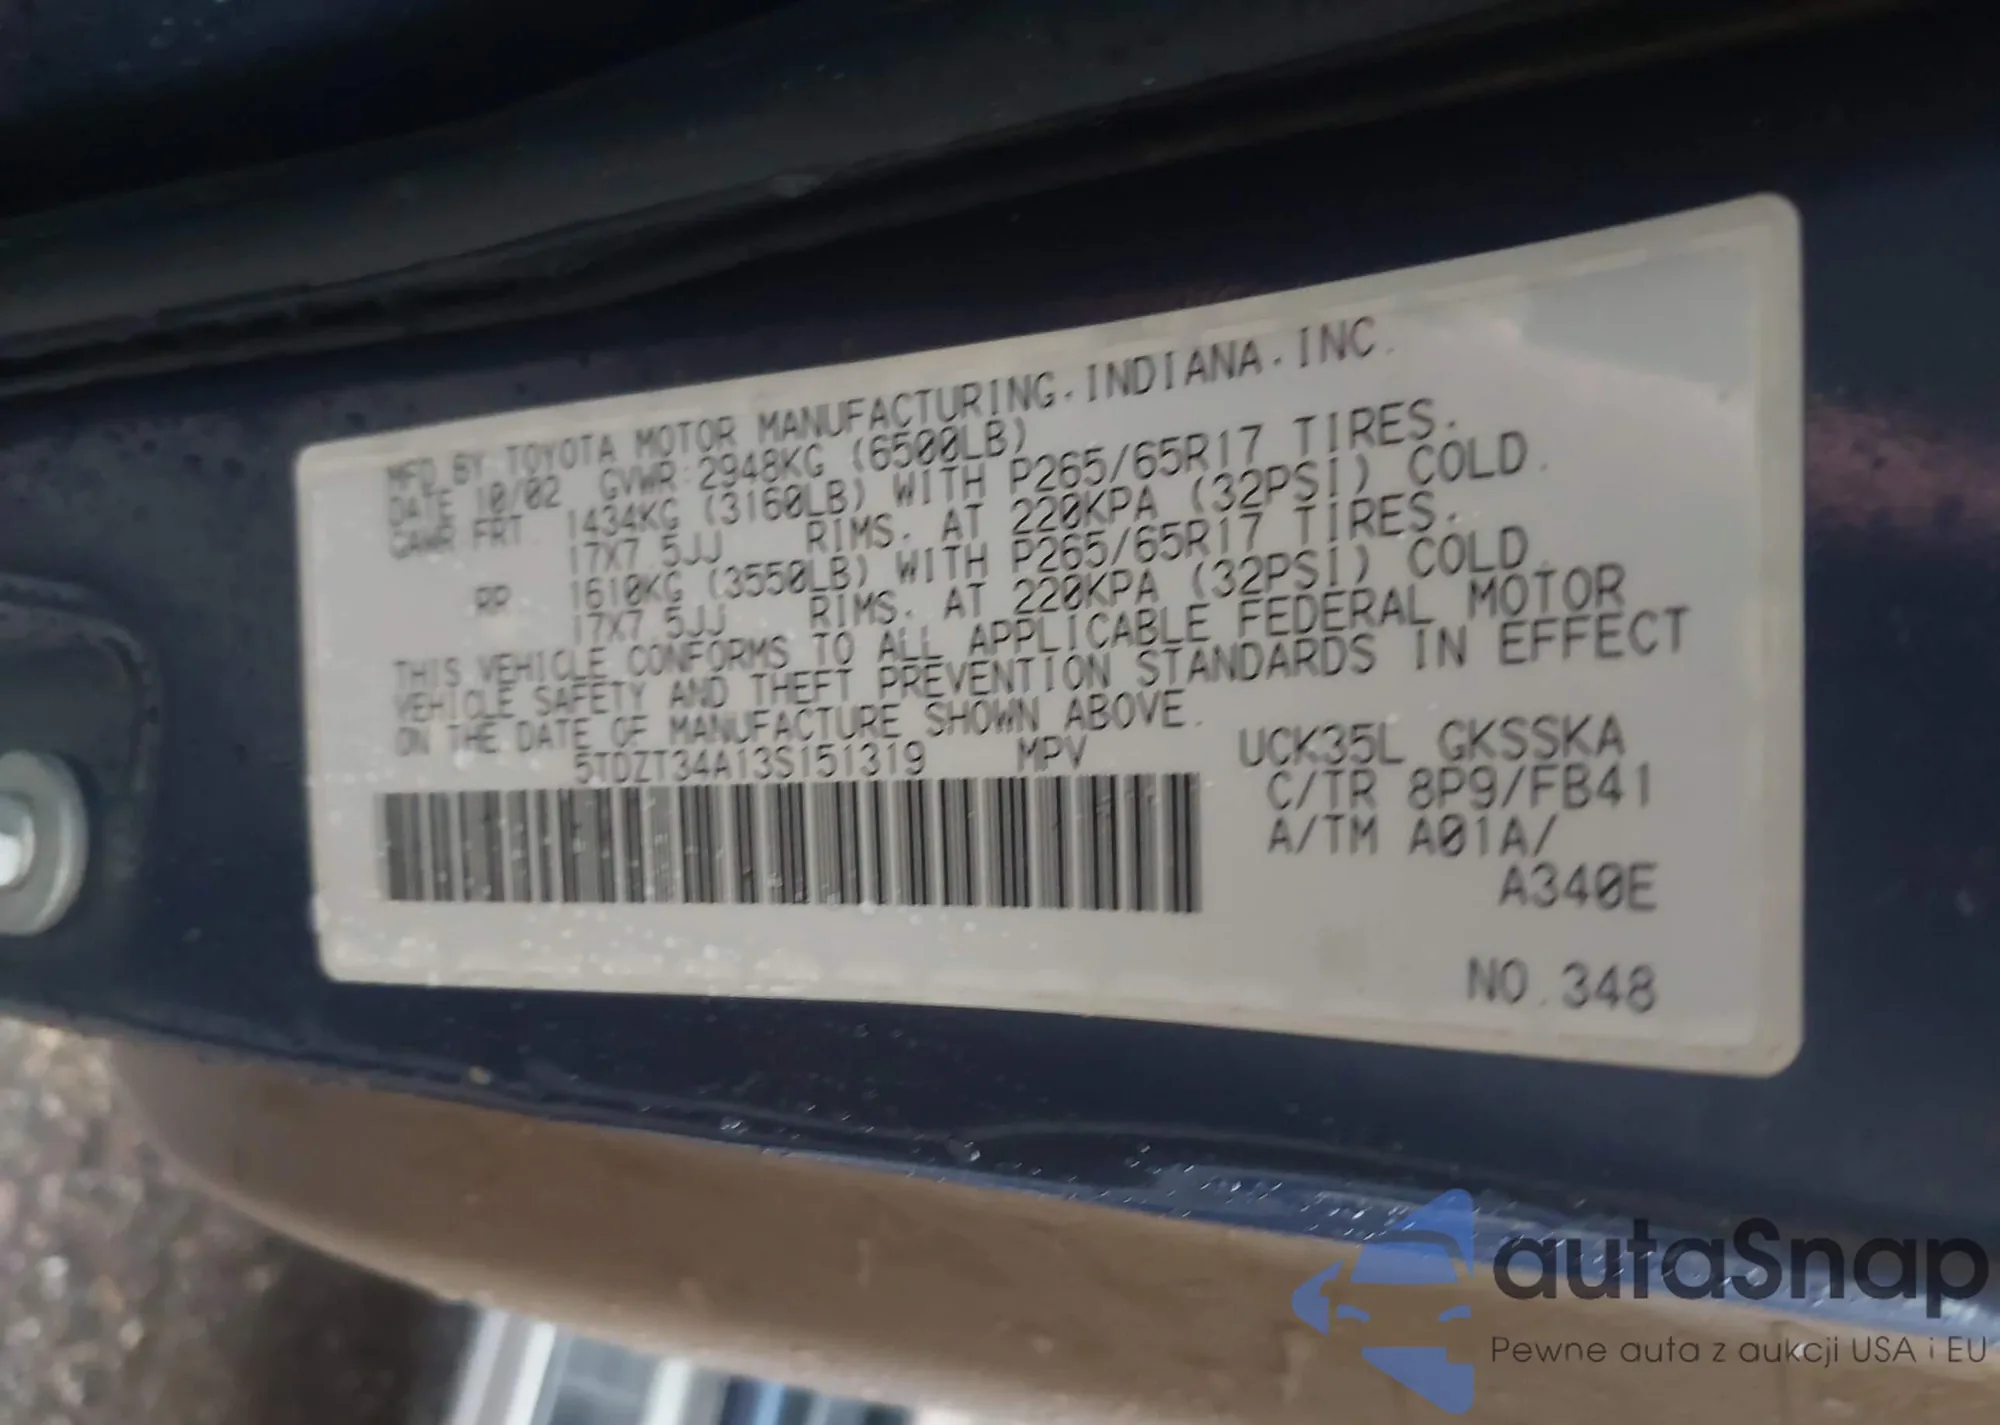 MFD. BY TOYOTA MOTOR MANUFACTURING. INDIANA. INC.
DATE 10/02 GVWR:2948KG (6500LB)
GAWR FRT 1434KG (3160LB) WITH P265/65R17 TIRES.
17X7.5JJ RIMS. AT 220KPA (32PSI) COLD.
RR 1610KG (3550LB) WITH P265/65R17 TIRES.
17X7.5JJ RIMS. AT 220KPA (32PSI) COLD.
THIS VEHICLE CONFORMS TO ALL APPLICABLE FEDERAL MOTOR
VEHICLE SAFETY AND THEFT PREVENTION STANDARDS IN EFFECT
ON THE DATE OF MANUFACTURE SHOWN ABOVE.
5TDZT34A13S151319 MPV
UCK35L GKSSKA
C/TR 8P9/FB41
A/TM A01A/
A340E
NO.348
autaSnap
Pewne auta z aukcji USA i EU